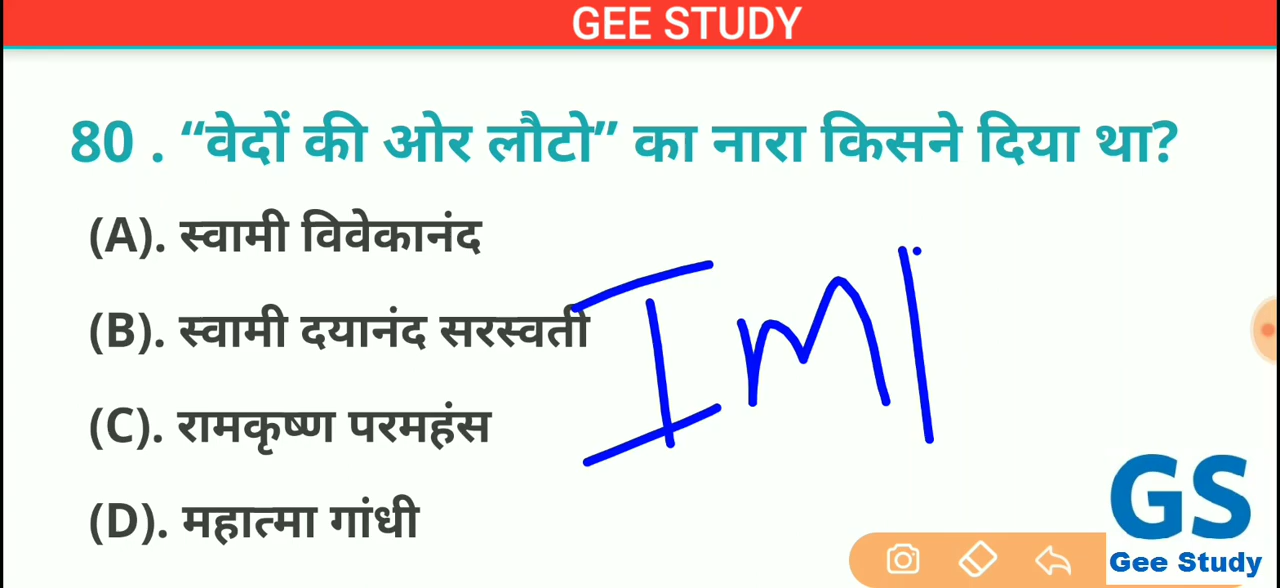 GEE STUDY
80 . “वेदों की ओर लौटो” का नारा किसने दिया था?
(A). स्वामी विवेकानंद
(B). स्वामी दयानंद सरस्वती
(C). रामकृष्ण परमहंस
(D). महात्मा गांधी
GS
Gee Study